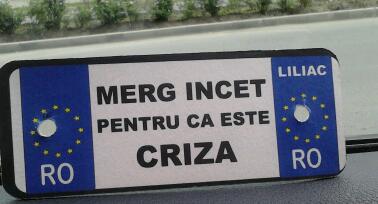 MERG INCET
PENTRU CA ESTE
CRIZA
RO
LILIAC
RO